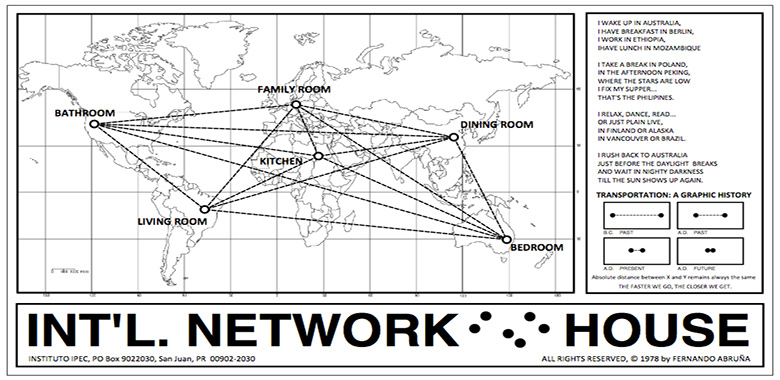 FAMILY ROOM
BATHROOM
DINING ROOM
KITCHEN
LIVING ROOM
BEDROOM
I WAKE UP IN AUSTRALIA,
I HAVE BREAKFAST IN BERLIN,
I WORK IN ETHIOPIA,
IHAVE LUNCH IN MOZAMBIQUE
I TAKE A BREAK IN POLAND,
IN THE AFTERNOON PEKING,
WHERE THE STARS ARE LOW
I FIX MY SUPPER...
THAT'S THE PHILIPINES.
I RELAX, DANCE, READ...
OR JUST PLAIN LIVE,
IN FINLAND OR ALASKA
IN VANCOUVER OR BRAZIL.
I RUSH BACK TO AUSTRALIA
JUST BEFORE THE DAYLIGHT BREAKS
AND WAIT IN NIGHTY DARKNESS
TILL THE SUN SHOWS UP AGAIN.
TRANSPORTATION: A GRAPHIC HISTORY
B.C. PAST
A.D. PAST
A.D. PRESENT
A.D. FUTURE
Absolute distance between X and Y remains always the same
THE FASTER WE GO, THE CLOSER WE GET.
INT'L. NETWORK HOUSE
INSTITUTO IPEC, PO Box 9022030, San Juan, PR 00902-2030
ALL RIGHTS RESERVED, © 1978 by FERNANDO ABRUÑA